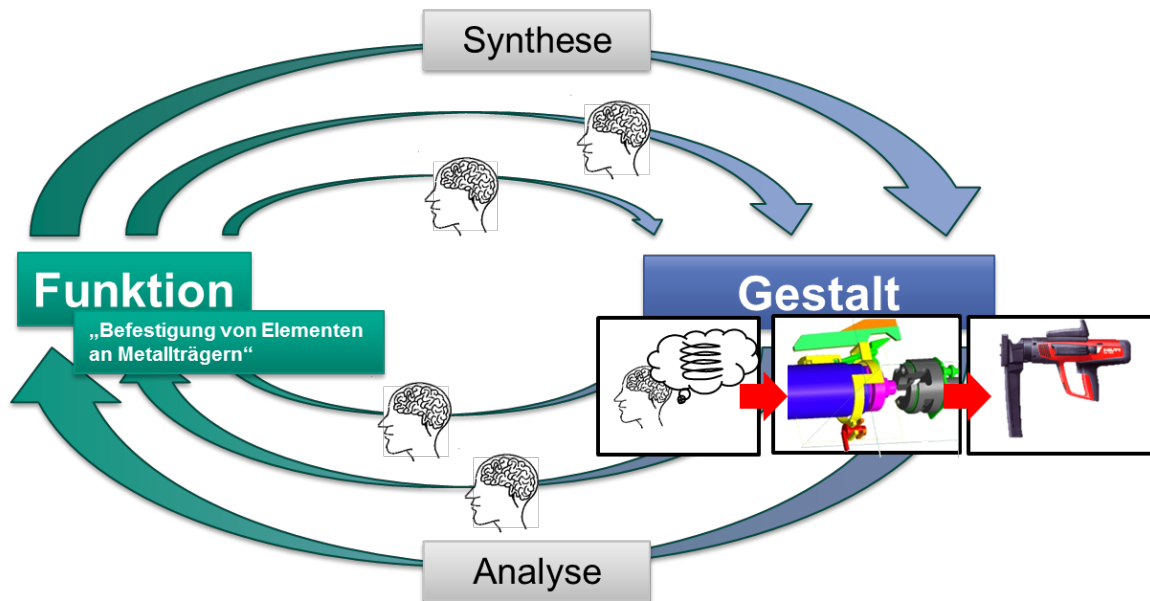 Synthese
Funktion
„Befestigung von Elementen
an Metallträgern“
Gestalt
Analyse